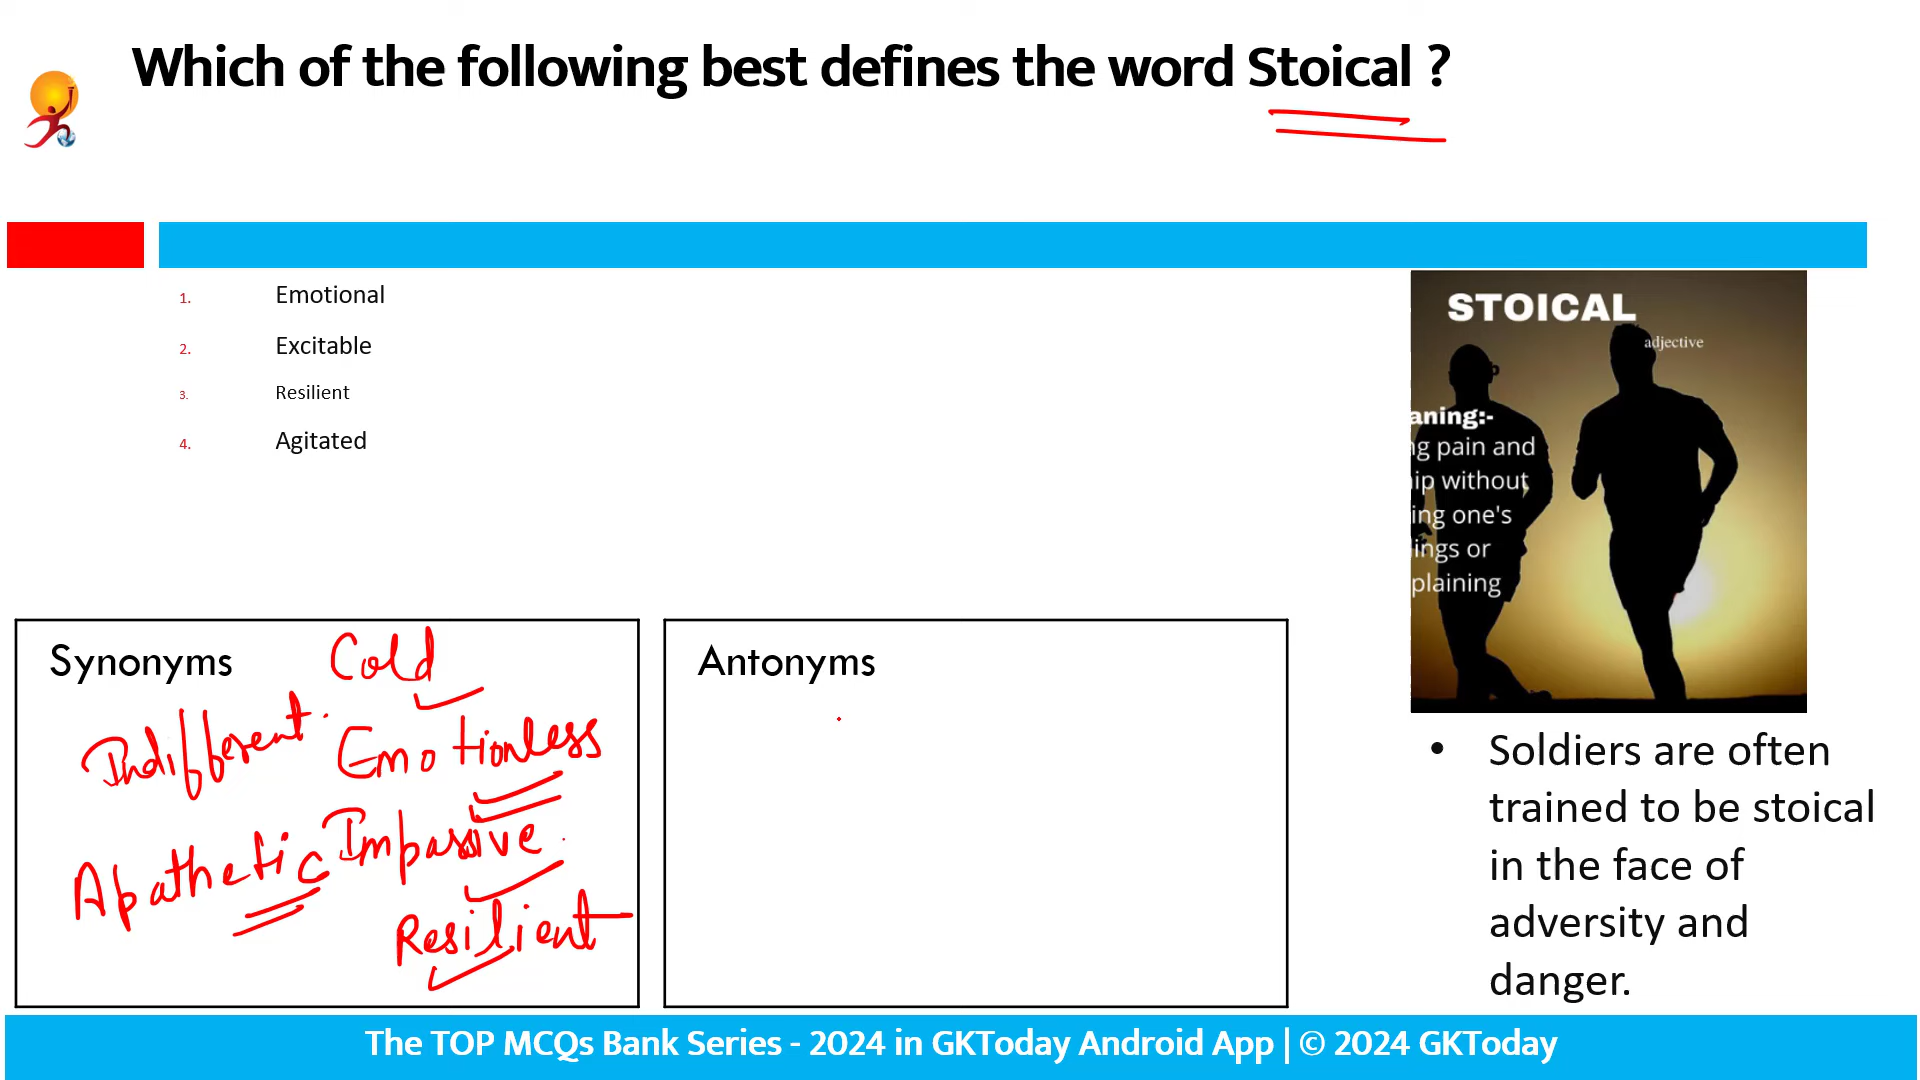 Which of the following best defines the word Stoical ?
1. Emotional
2. Excitable
3. Resilient
4. Agitated
STOICAL
adjective
aning:-
ng pain and
ip without
ing one's
ings or
plaining
Synonyms
Cold
Indifferent
Emotionless
Apathetic
Impassive
Resilient
Antonyms
• Soldiers are often
trained to be stoical
in the face of
adversity and
danger.
The TOP MCQs Bank Series - 2024 in GKToday Android App | © 2024 GKToday